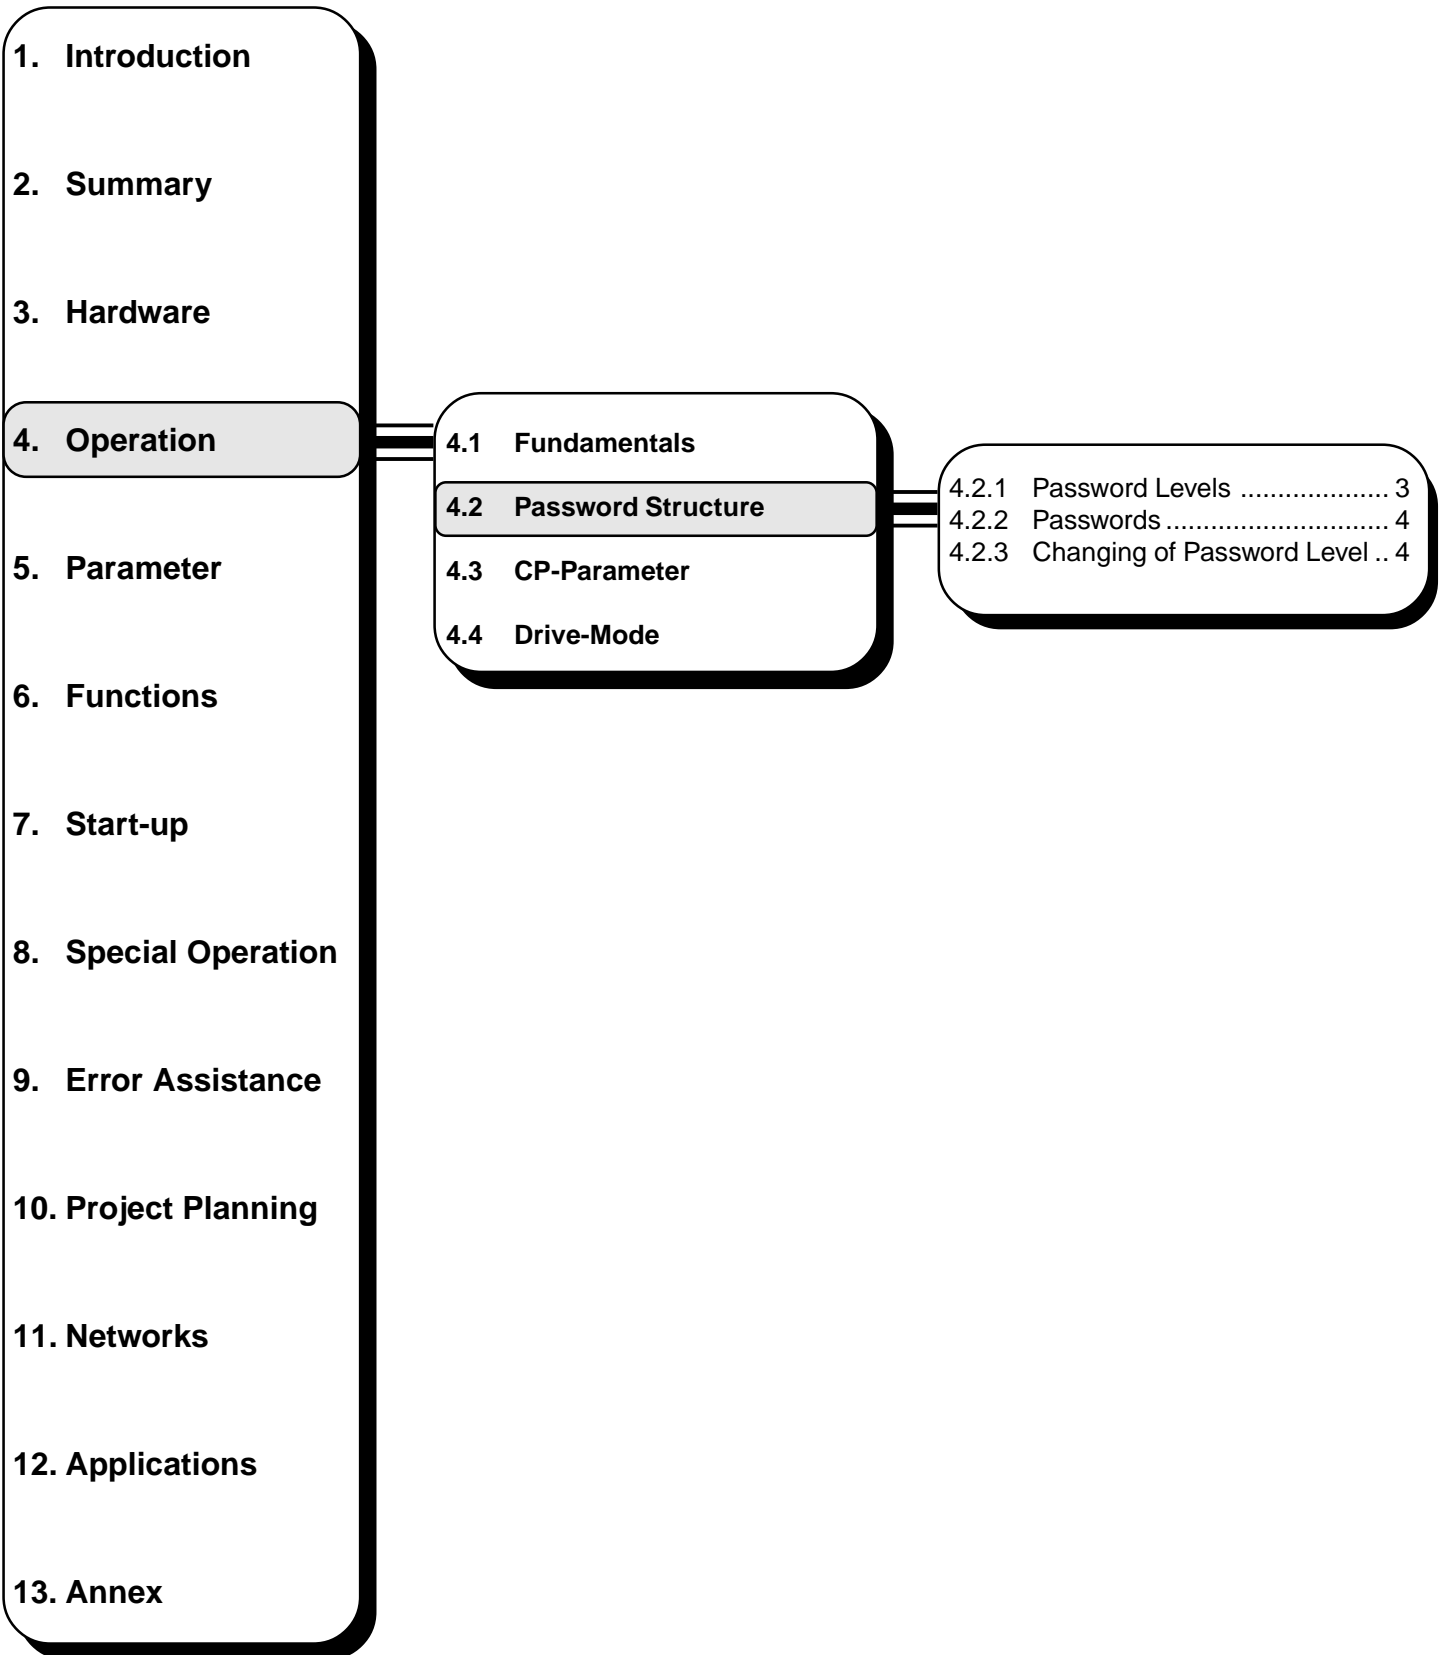 1. Introduction
2. Summary
3. Hardware
4. Operation
5. Parameter
6. Functions
7. Start-up
8. Special Operation
9. Error Assistance
10. Project Planning
11. Networks
12. Applications
13. Annex
4.1 Fundamentals
4.2 Password Structure
4.3 CP-Parameter
4.4 Drive-Mode
4.2.1 Password Levels .................... 3
4.2.2 Passwords .............................. 4
4.2.3 Changing of Password Level .. 4